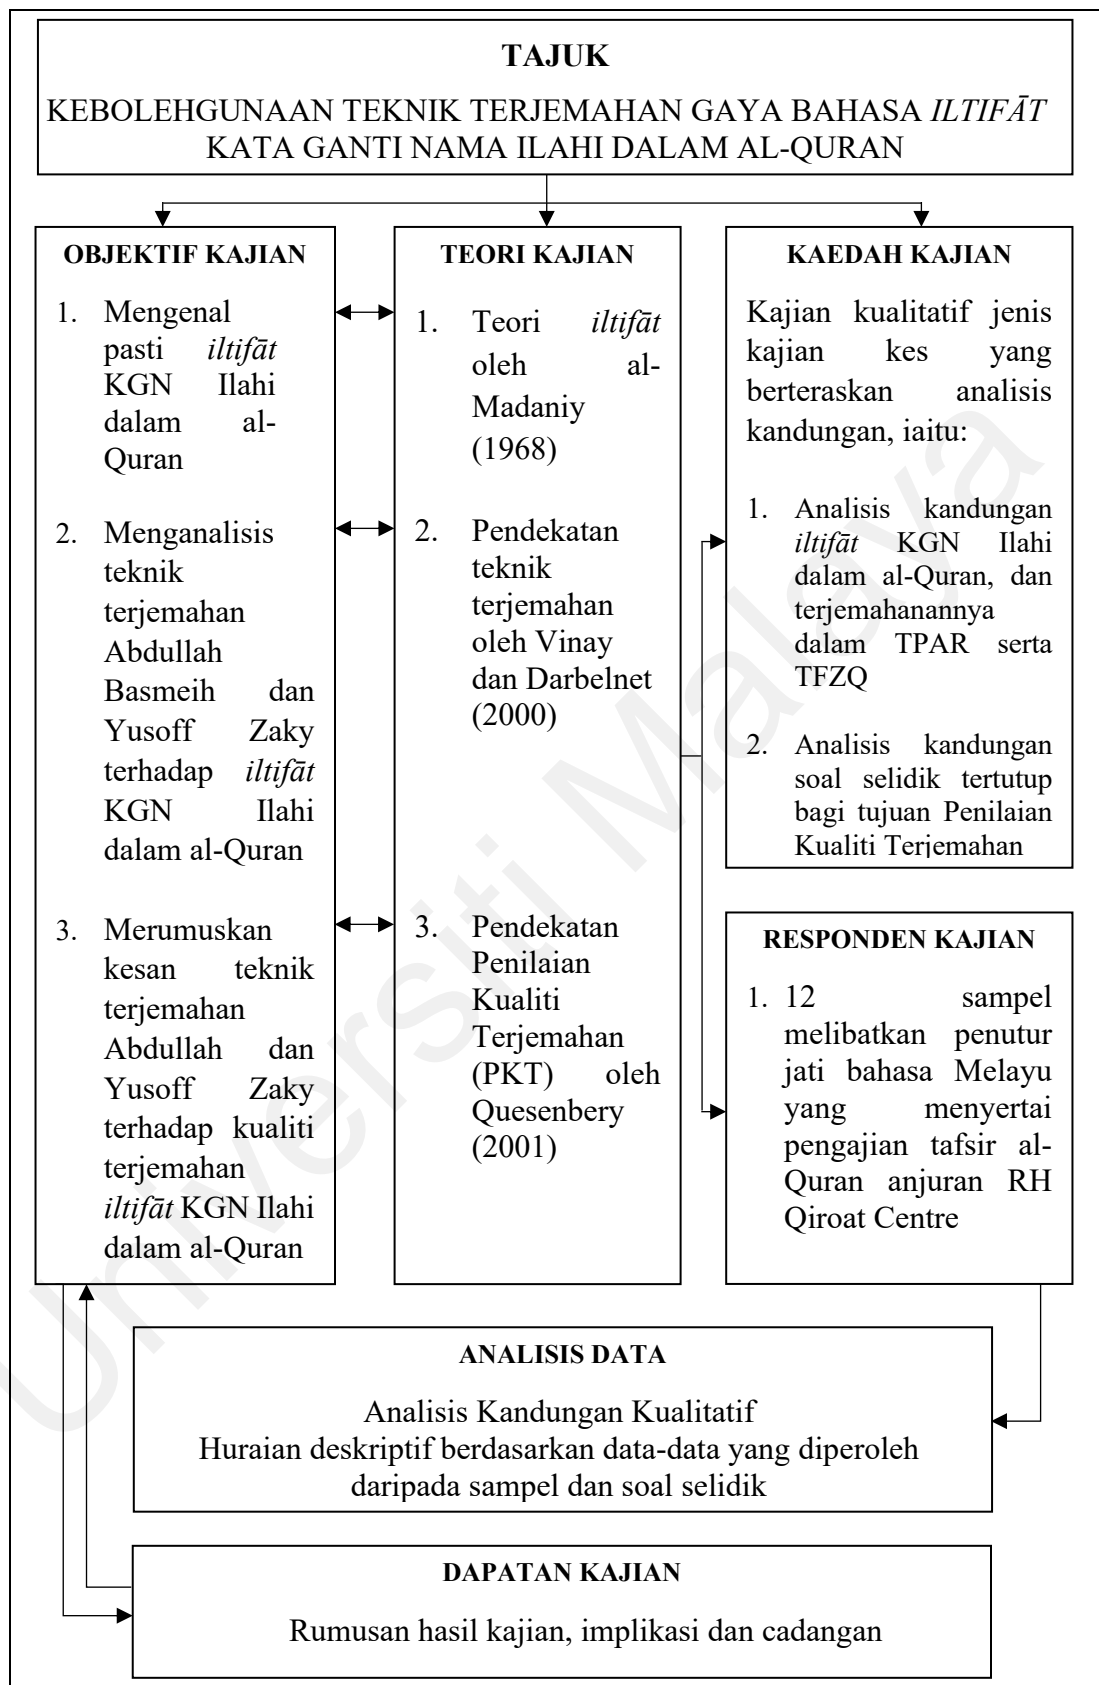 TAJUK
KEBOLEHGUNAAN TEKNIK TERJEMAHAN GAYA BAHASA ILTIFĀT
KATA GANTI NAMA ILAHI DALAM AL-QURAN
OBJEKTIF KAJIAN
1. Mengenal
pasti iltifāt
KGN Ilahi
dalam al-
Quran
2. Menganalisis
teknik
terjemahan
Abdullah
Basmeih dan
Yusoff Zaky
terhadap iltifāt
KGN Ilahi
dalam al-Quran
3. Merumuskan
kesan teknik
terjemahan
Abdullah dan
Yusoff Zaky
terhadap kualiti
terjemahan
iltifāt KGN Ilahi
dalam al-Quran
TEORI KAJIAN
1. Teori iltifāt
oleh al-
Madaniy
(1968)
2. Pendekatan
teknik
terjemahan
oleh Vinay
dan Darbelnet
(2000)
3. Pendekatan
Penilaian
Kualiti
Terjemahan
(PKT) oleh
Quesenbery
(2001)
KAEDAH KAJIAN
Kajian kualitatif jenis
kajian kes yang
berteraskan analisis
kandungan, iaitu:
1. Analisis kandungan
iltifāt KGN Ilahi
dalam al-Quran, dan
terjemahanannya
dalam TPAR serta
TFZQ
2. Analisis kandungan
soal selidik tertutup
bagi tujuan Penilaian
Kualiti Terjemahan
RESPONDEN KAJIAN
1. 12 sampel
melibatkan penutur
jati bahasa Melayu
yang menyertai
pengajian tafsir al-
Quran anjuran RH
Qiroat Centre
ANALISIS DATA
Analisis Kandungan Kualitatif
Huraian deskriptif berdasarkan data-data yang diperoleh
daripada sampel dan soal selidik
DAPATAN KAJIAN
Rumusan hasil kajian, implikasi dan cadangan
Universiti Malaya